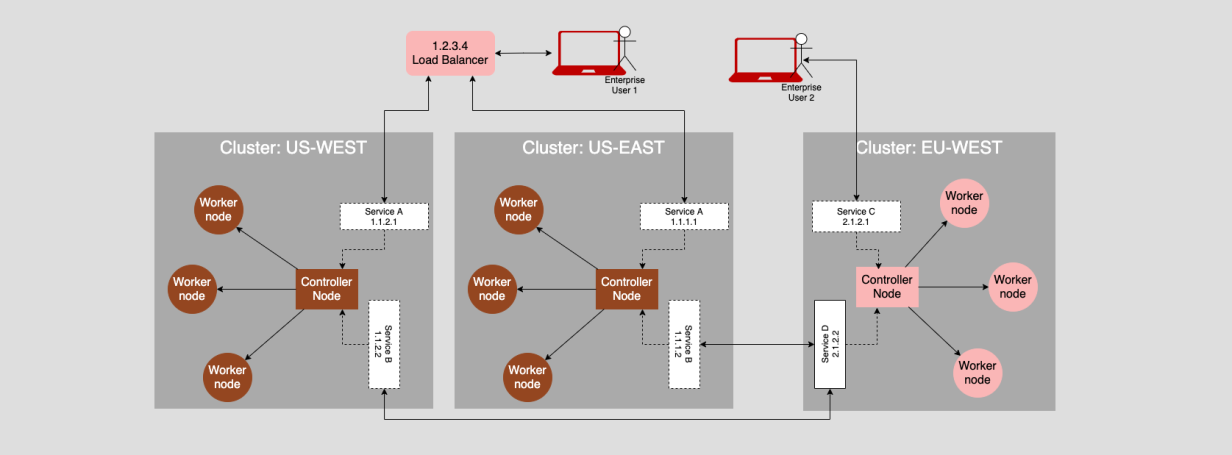 1.2.3.4
Load Balancer
Enterprise
User 1
Enterprise
User 2
Cluster: US-WEST
Worker
node
Service A
1.1.2.1
Worker
node
Controller
Node
Service B
1.1.2.2
Worker
node
Cluster: US-EAST
Worker
node
Service A
1.1.1.1
Worker
node
Controller
Node
Service B
1.1.1.2
Worker
node
Cluster: EU-WEST
Service C
2.1.2.1
Worker
node
Controller
Node
Worker
node
Service D
2.1.2.2
Worker
node